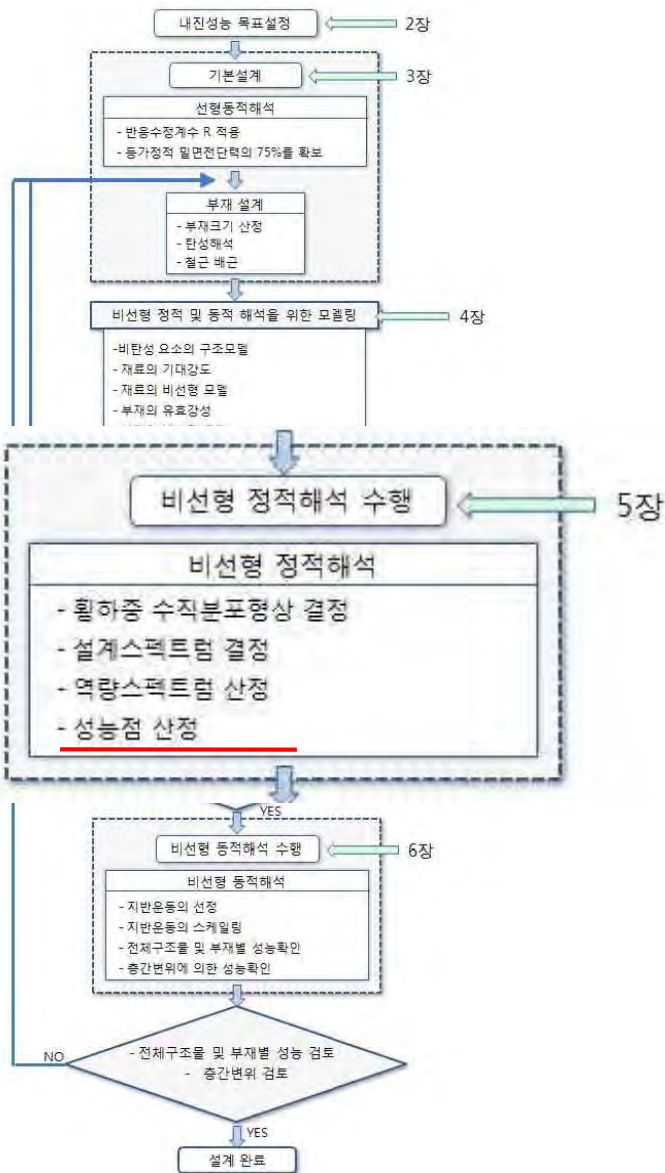 내진성능 목표설정
2장
기본설계
3장
선형동적해석
- 반응수정계수 R 적용
- 등가정적 밑면전단력의 75%를 확보
부재 설계
- 부재크기 산정
- 탄성해석
- 철근 배근
비선형 정적 및 동적 해석을 위한 모델링
4장
-비탄성 요소의 구조모델
- 재료의 기대강도
- 재료의 비선형 모델
- 부재의 유효강성
비선형 정적해석 수행
5장
비선형 정적해석
- 횡하중 수직분포형상 결정
- 설계스펙트럼 결정
- 역량스펙트럼 산정
- 성능점 산정
YES
비선형 동적해석 수행
6장
비선형 동적해석
- 지반운동의 선정
- 지반운동의 스케일링
- 전체구조물 및 부재별 성능확인
- 층간변위에 의한 성능확인
NO
- 전체구조물 및 부재별 성능 검토
- 층간변위 검토
YES
설계 완료